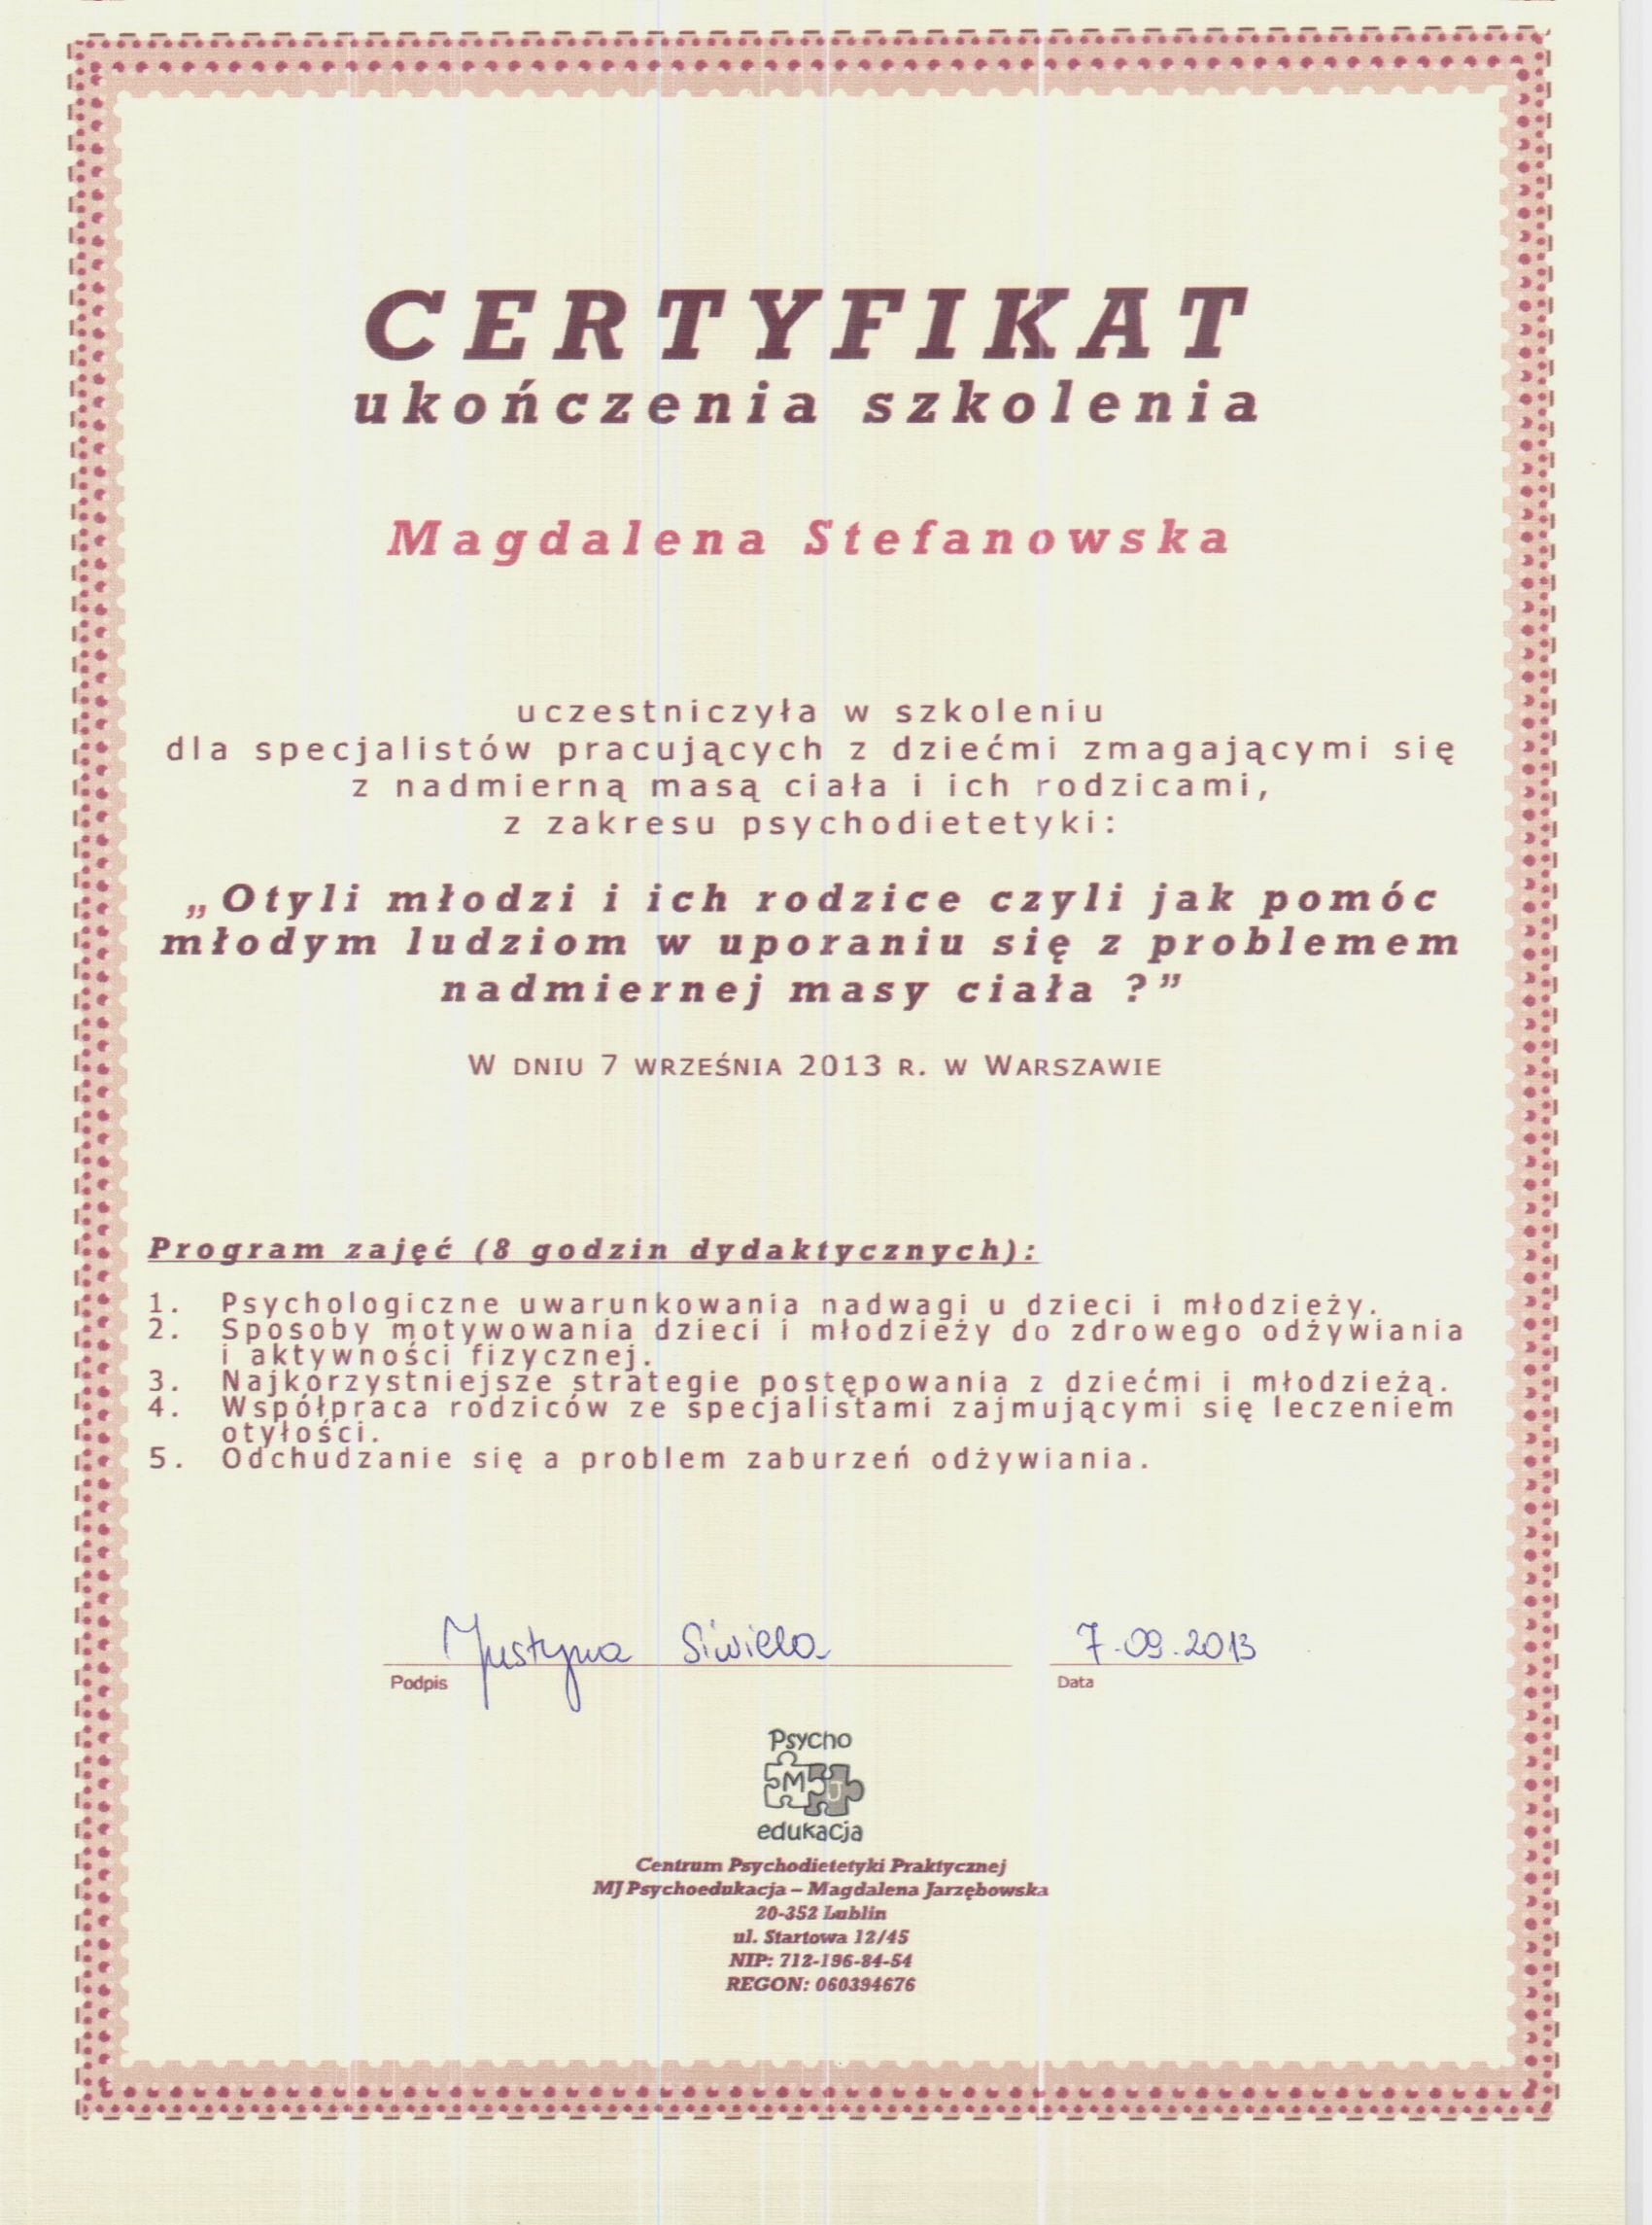 CERTYFIKAT
ukończenia szkolenia
Magdalena Stefanowska
uczestniczyła w szkoleniu
dla specjalistów pracujących z dziećmi zmagającymi się
z nadmierną masą ciała i ich rodzicami,
z zakresu psychodietetyki:
„Otyli młodzi i ich rodzice czyli jak pomóc
młodym ludziom w uporaniu się z problemem
nadmiernej masy ciała ?”
W DNIU 7 WRZEŚNIA 2013 R. W WARSZAWIE
Program zajęć (8 godzin dydaktycznych):
1. Psychologiczne uwarunkowania nadwagi u dzieci i młodzieży.
2. Sposoby motywowania dzieci i młodzieży do zdrowego odżywiania
i aktywności fizycznej.
3. Najkorzystniejsze strategie postępowania z dziećmi i młodzieżą.
4. Współpraca rodziców ze specjalistami zajmującymi się leczeniem
otyłości.
5. Odchudzanie się a problem zaburzeń odżywiania.
Justyna Siwiela 7.09.2013
Podpis Data
Psycho
MJ
edukacja
Centrum Psychodietetyki Praktycznej
MJ Psychoedukacja – Magdalena Jarzębowska
20-352 Lublin
ul. Startowa 12/45
NIP: 712-196-84-54
REGON: 060394676